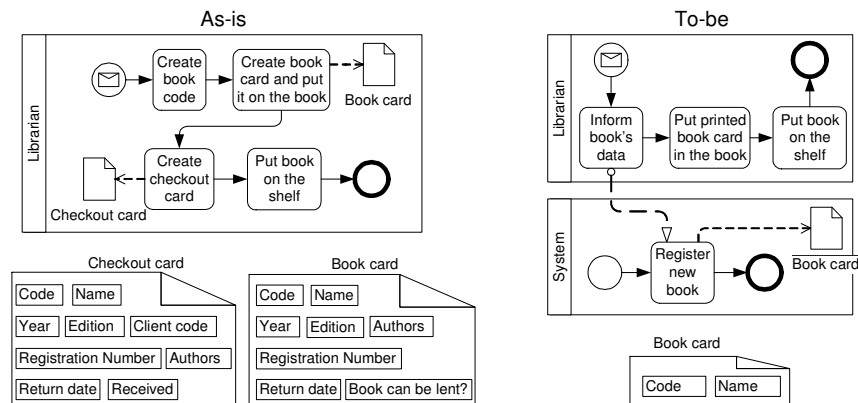 As-is
Librarian
Create
book
code
Create book
card and put
it on the book
Book card
Create
checkout
card
Put book
on the
shelf
Checkout card
Checkout card
Code Name
Year Edition Client code
Registration Number Authors
Return date Received
Book card
Code Name
Year Edition Authors
Registration Number
Return date Book can be lent?
To-be
Librarian
Inform
book's
data
Put printed
book card
in the book
Put book
on the
shelf
System
Register
new
book
Book card
Book card
Code Name